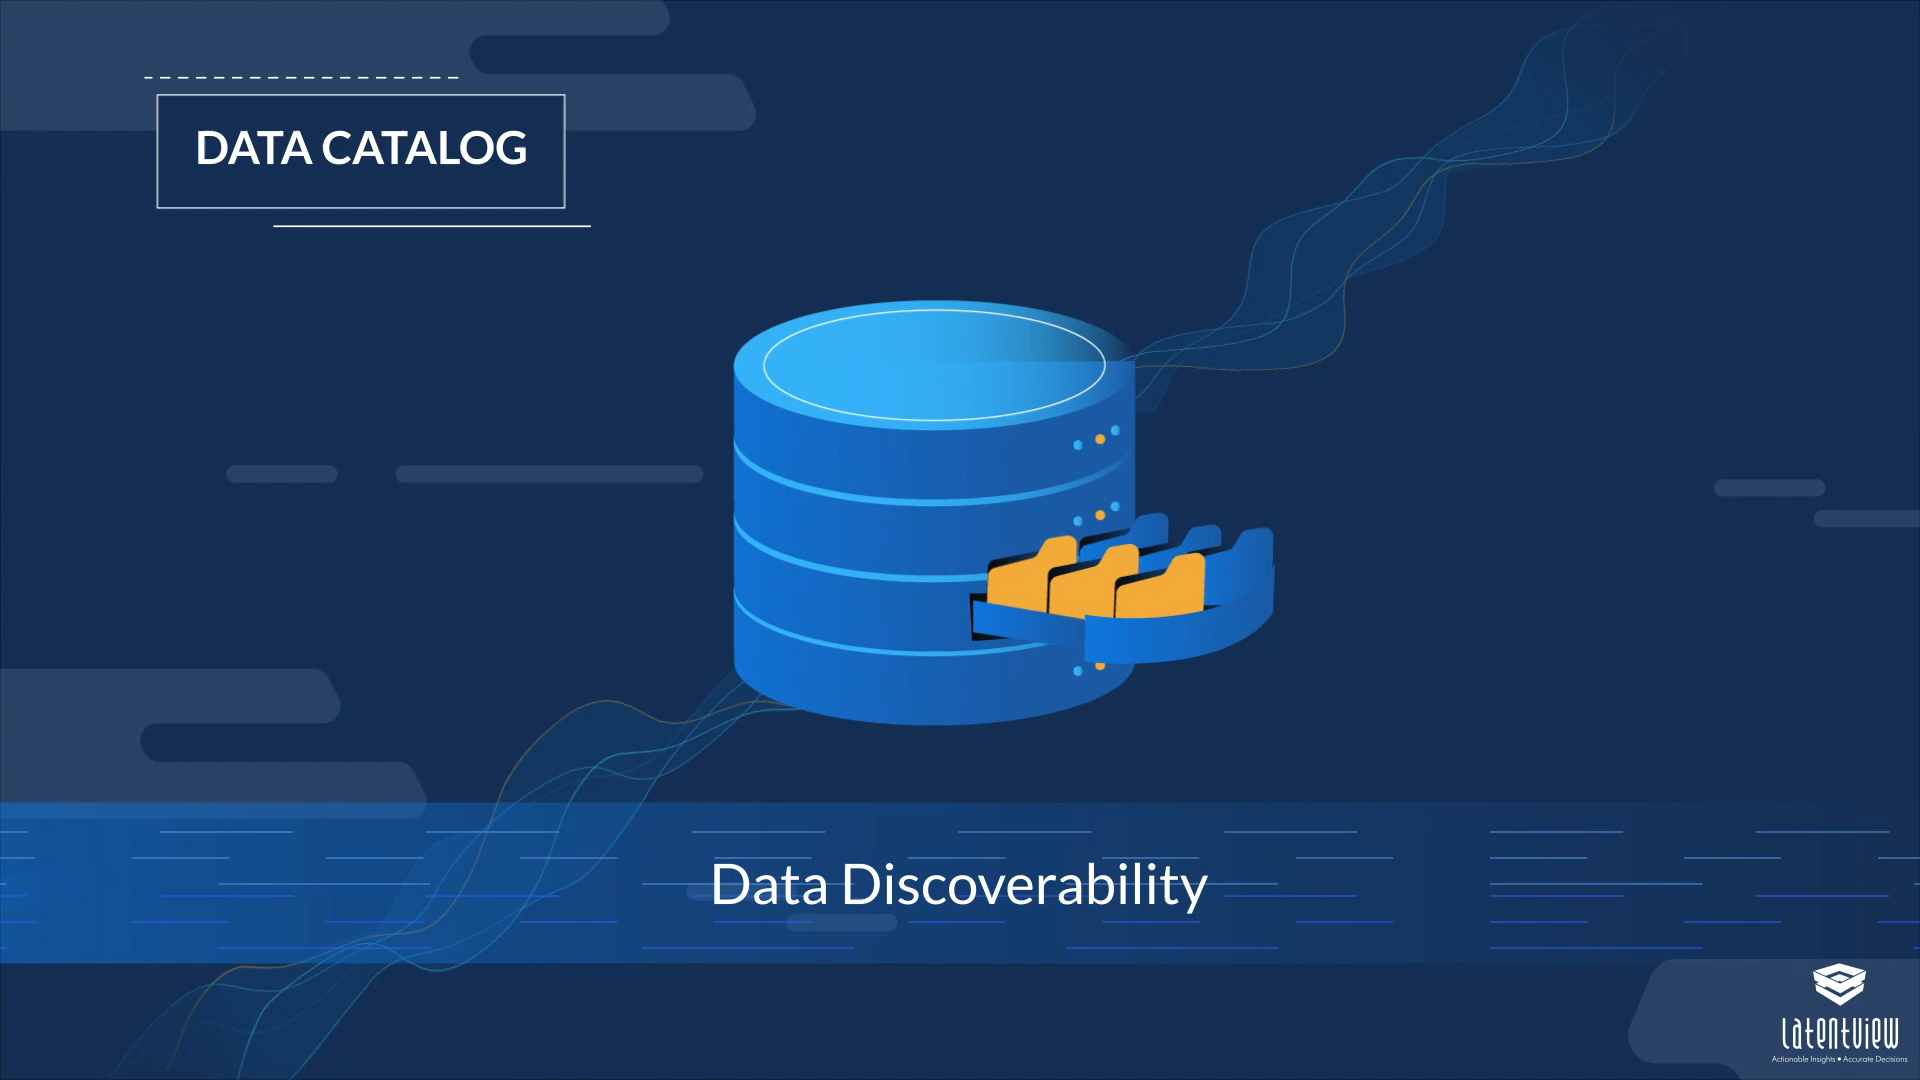 DATA CATALOG
Data Discoverability
LatentView
Actionable Insights • Accurate Decisions